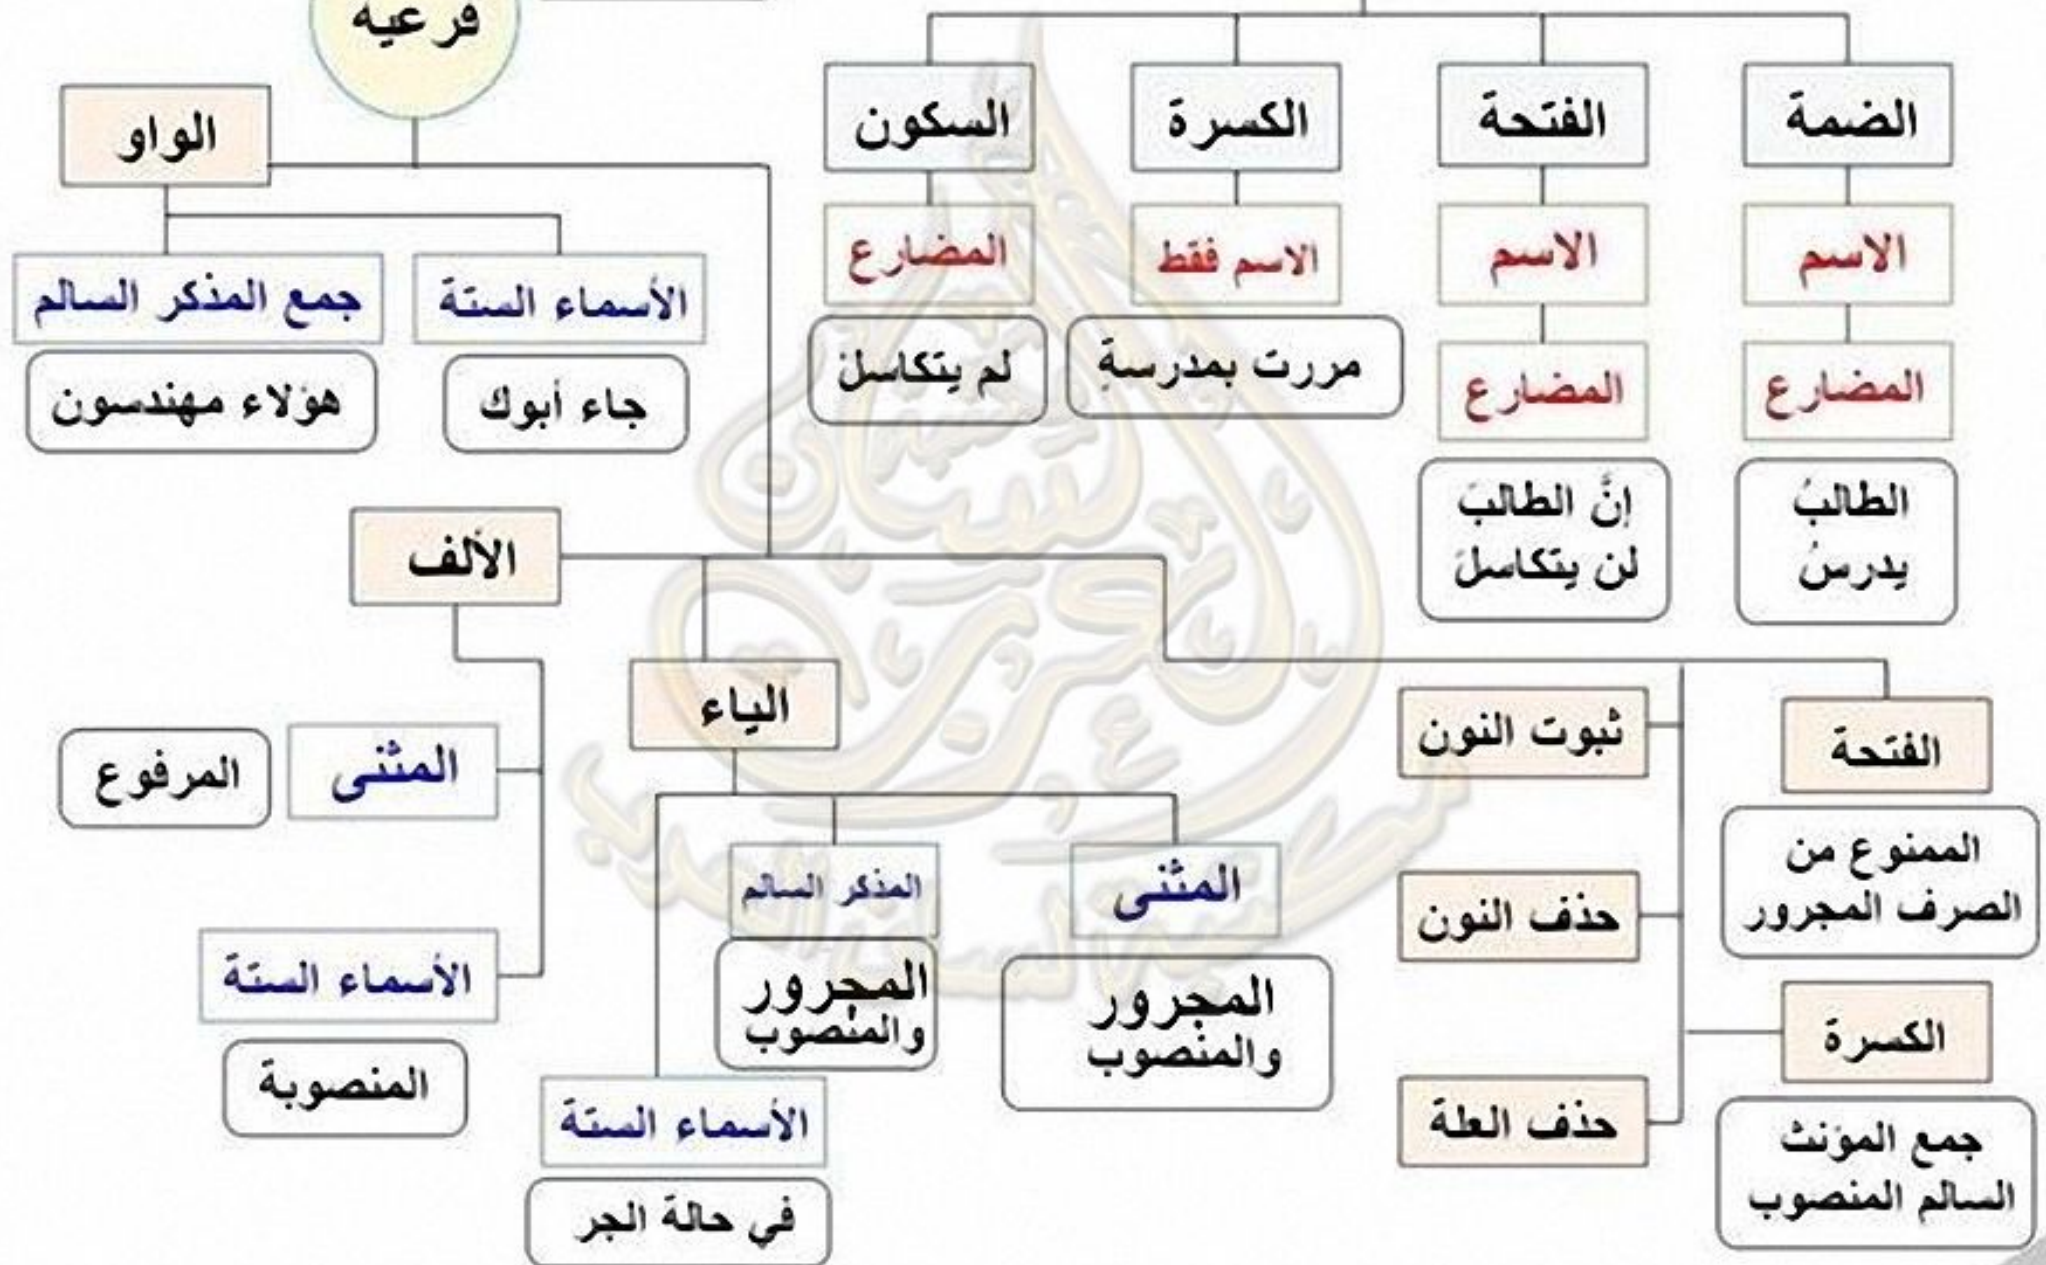 فرعية
السكون
الكسرة
الفتحة
الضمة
المضارع
الاسم فقط
الاسم
الاسم
لم يتكاسلْ
مررت بمدرسةٍ
المضارع
المضارع
إنَّ الطالبَ
لن يتكاسلَ
الطالبُ
يدرسُ
الواو
الأسماء الستة
جمع المذكر السالم
جاء أبوك
هؤلاء مهندسون
الألف
المثنى
المرفوع
الأسماء الستة
المنصوبة
الياء
المثنى
المجرور
والمنصوب
المذكر السالم
المجرور
والمنصوب
الأسماء الستة
في حالة الجر
الفتحة
الممنوع من
الصرف المجرور
الكسرة
جمع المؤنث
السالم المنصوب
ثبوت النون
حذف النون
حذف العلة